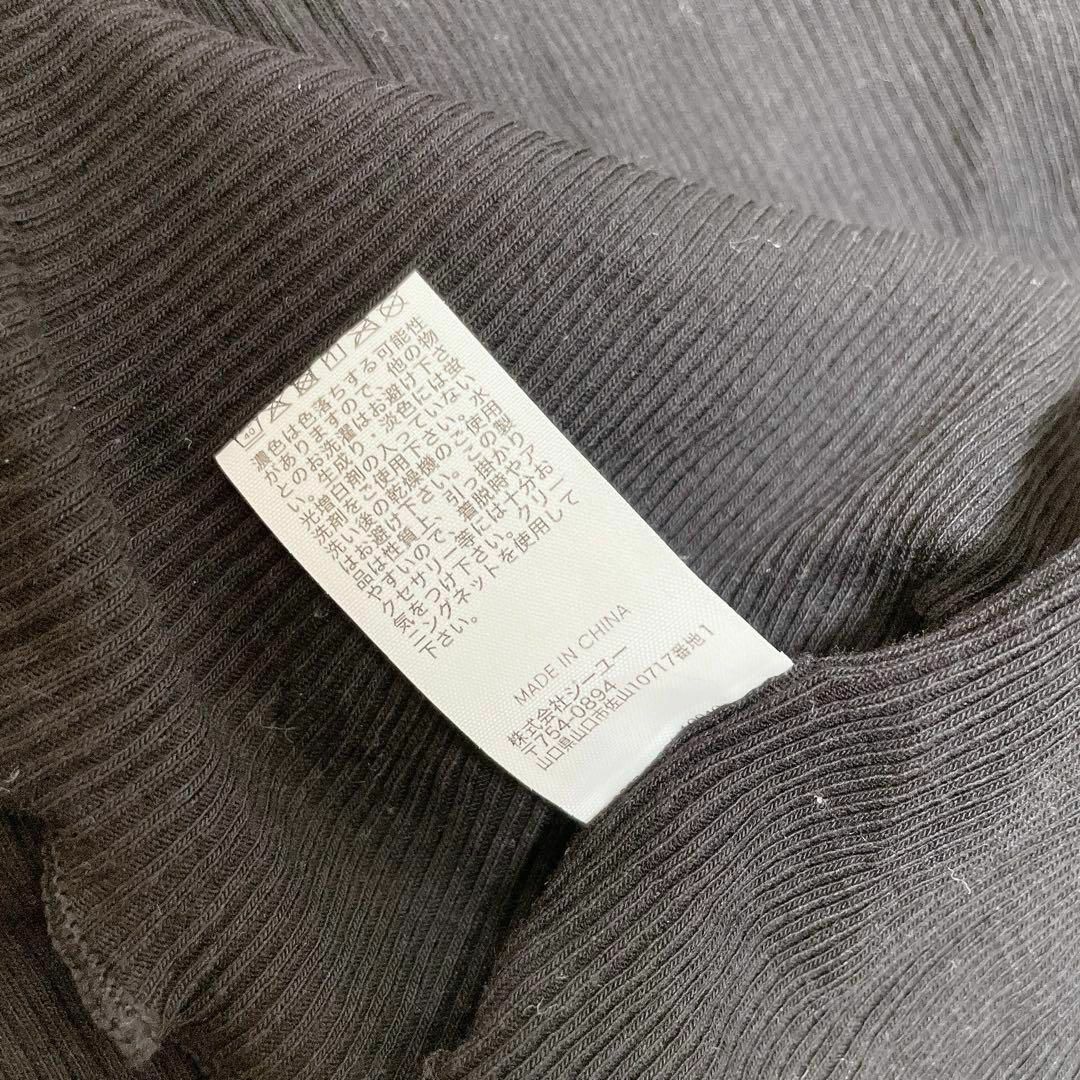 40
濃色は色落ちする可能性
がありますので、他の物
とのお洗濯はお避け下さ
い。生成り・淡色には蛍
光増白剤の入っていない
洗剤をご使用下さい。水
洗い後の乾燥機のご使用
はお避け下さい。この製
品は性質上、引っ掛かり
やすいので、着脱時やア
クセサリー等には十分お
気をつけ下さい。クリー
ニングネットを使用して
下さい。
MADE IN CHINA
株式会社ジーユー
〒754-0894
山口県山口市佐山10717番地1